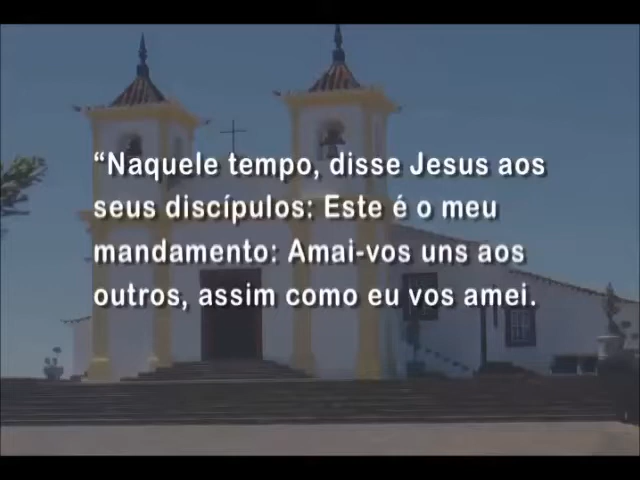 “Naquele tempo, disse Jesus aos
seus discípulos: Este é o meu
mandamento: Amai-vos uns aos
outros, assim como eu vos amei.